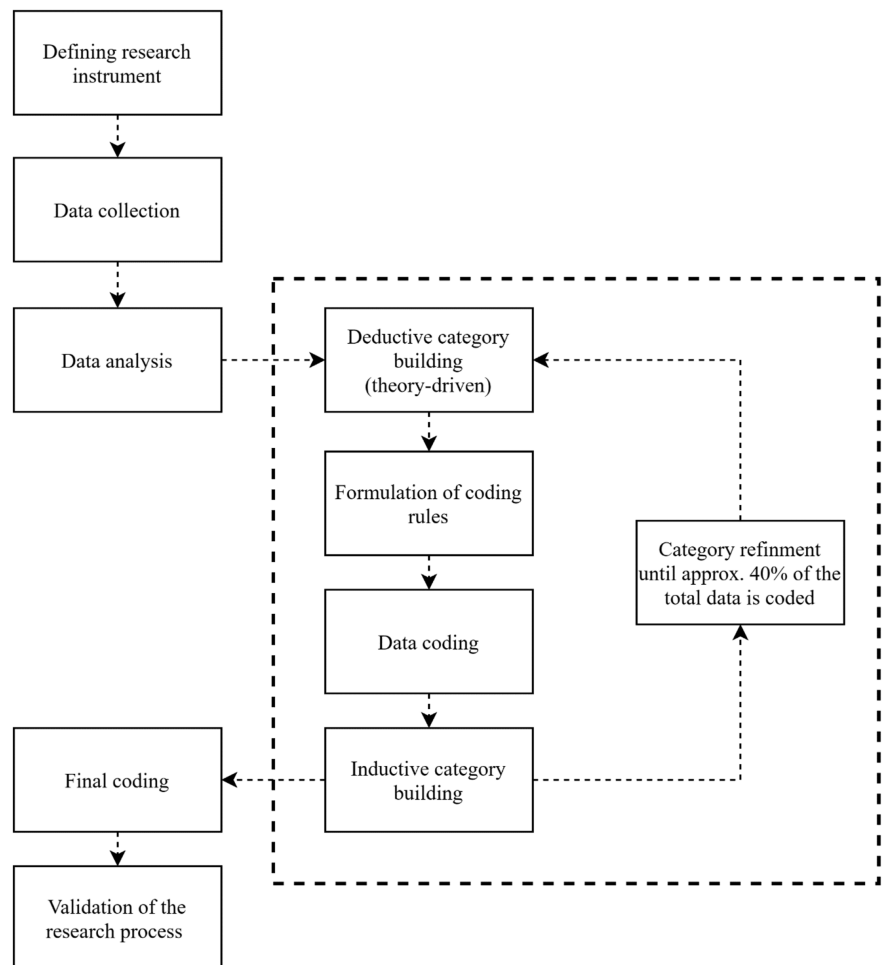 Defining research
instrument
Data collection
Data analysis
Deductive category
building
(theory-driven)
Formulation of coding
rules
Data coding
Inductive category
building
Category refinment
until approx. 40% of the
total data is coded
Final coding
Validation of the
research process